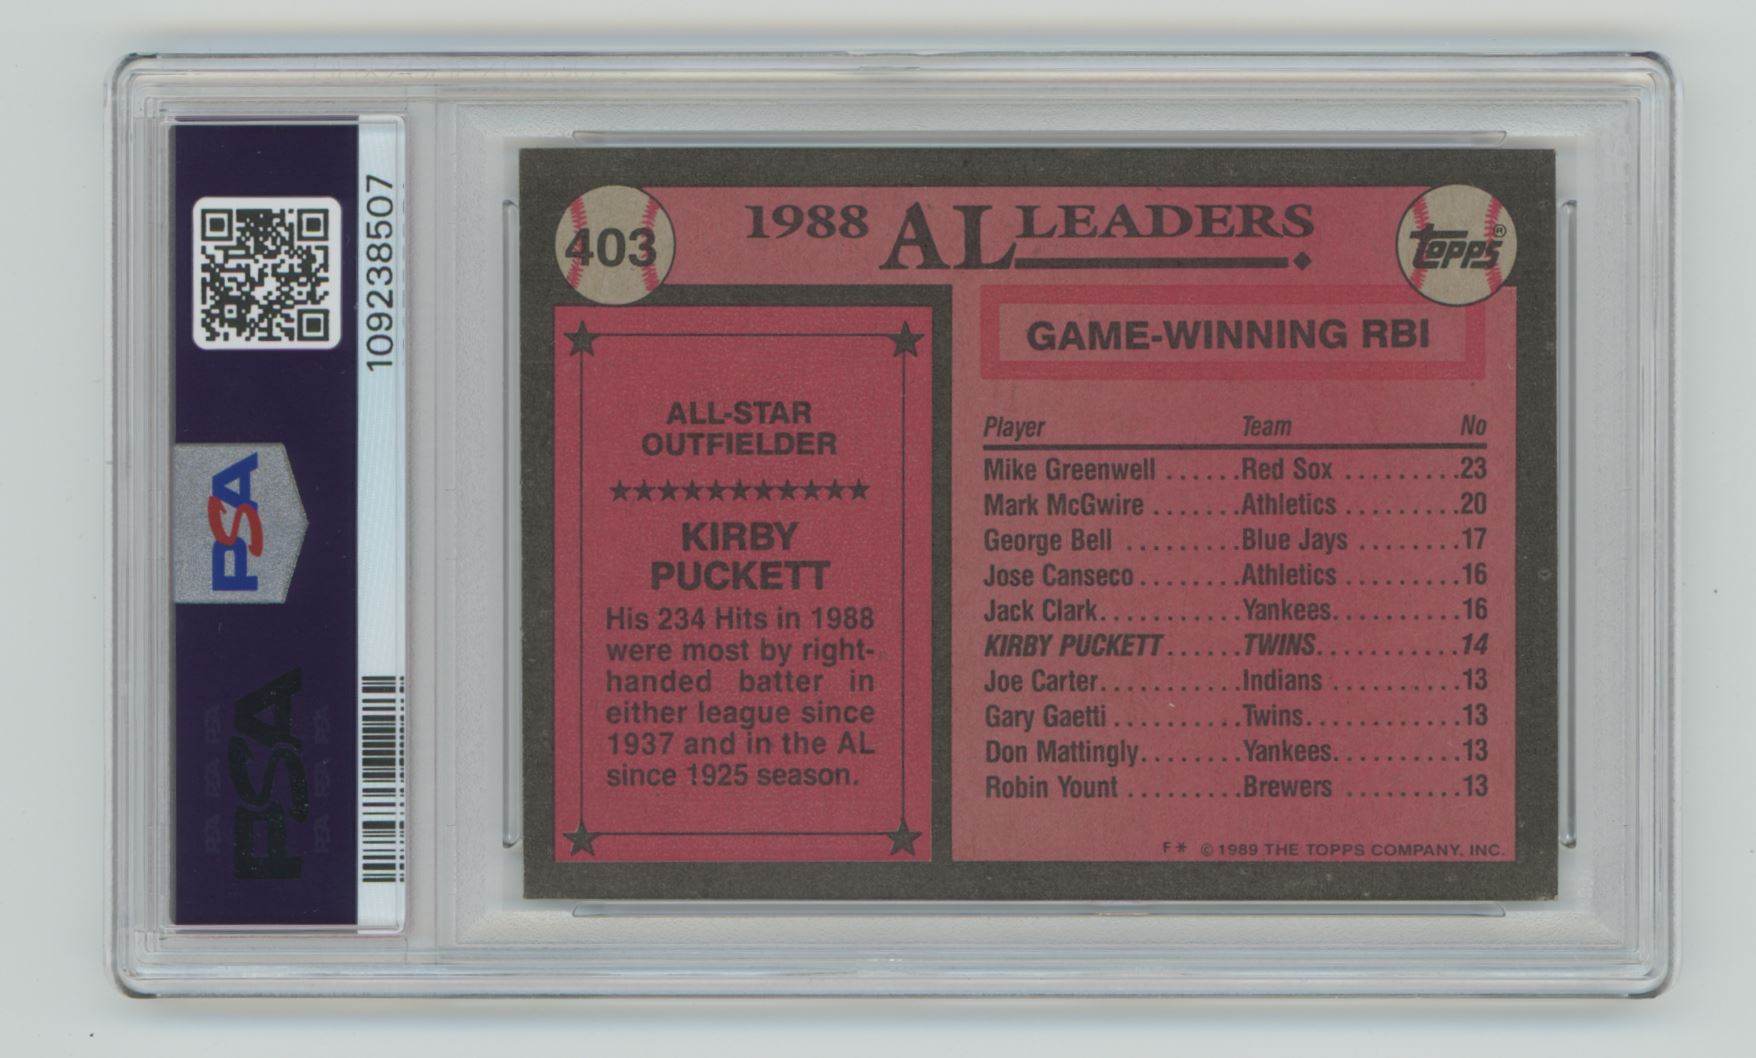 109238507
PSA
PSA
403
1988 AL LEADERS
TOPPS®
GAME-WINNING RBI
ALL-STAR
OUTFIELDER
KIRBY
PUCKETT
His 234 Hits in 1988
were most by right-
handed batter in
either league since
1937 and in the AL
since 1925 season.
Player Team No
Mike Greenwell ......Red Sox .........23
Mark McGwire .......Athletics .........20
George Bell .........Blue Jays ........17
Jose Canseco........Athletics .........16
Jack Clark...........Yankees..........16
KIRBY PUCKETT......TWINS...........14
Joe Carter...........Indians ..........13
Gary Gaetti ..........Twins............13
Don Mattingly........Yankees..........13
Robin Yount .........Brewers .........13
F* © 1989 THE TOPPS COMPANY, INC.